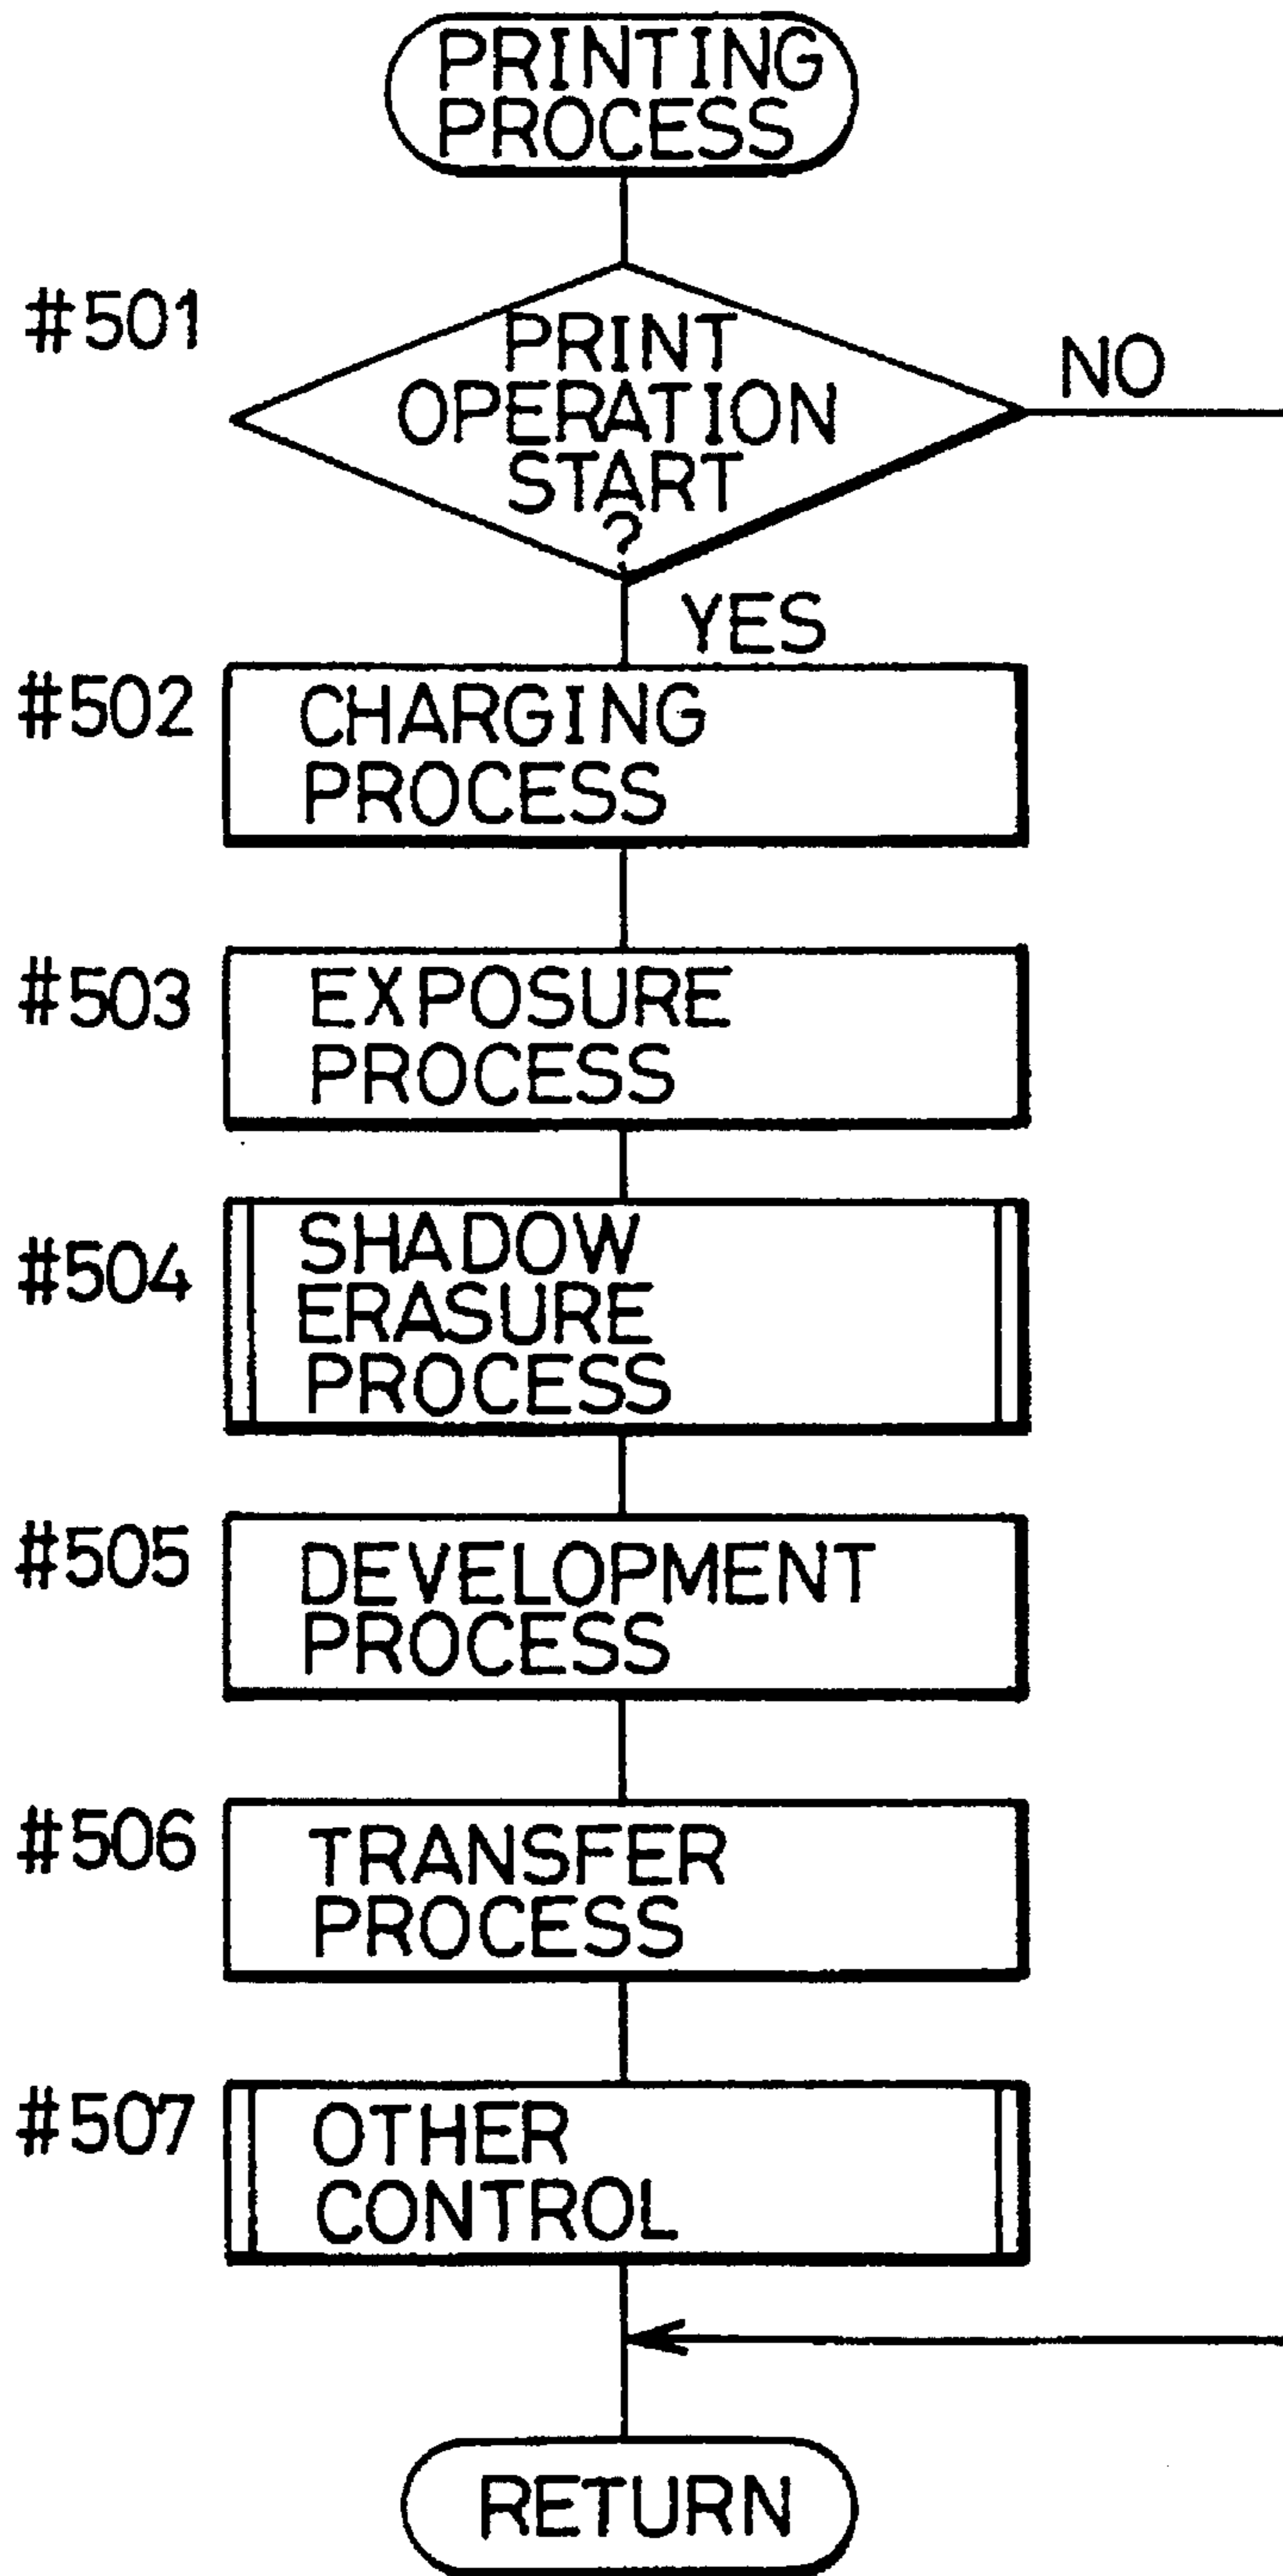 PRINTING
PROCESS
#501
PRINT
OPERATION
START
?
NO
YES
#502
CHARGING
PROCESS
#503
EXPOSURE
PROCESS
#504
SHADOW
ERASURE
PROCESS
#505
DEVELOPMENT
PROCESS
#506
TRANSFER
PROCESS
#507
OTHER
CONTROL
RETURN